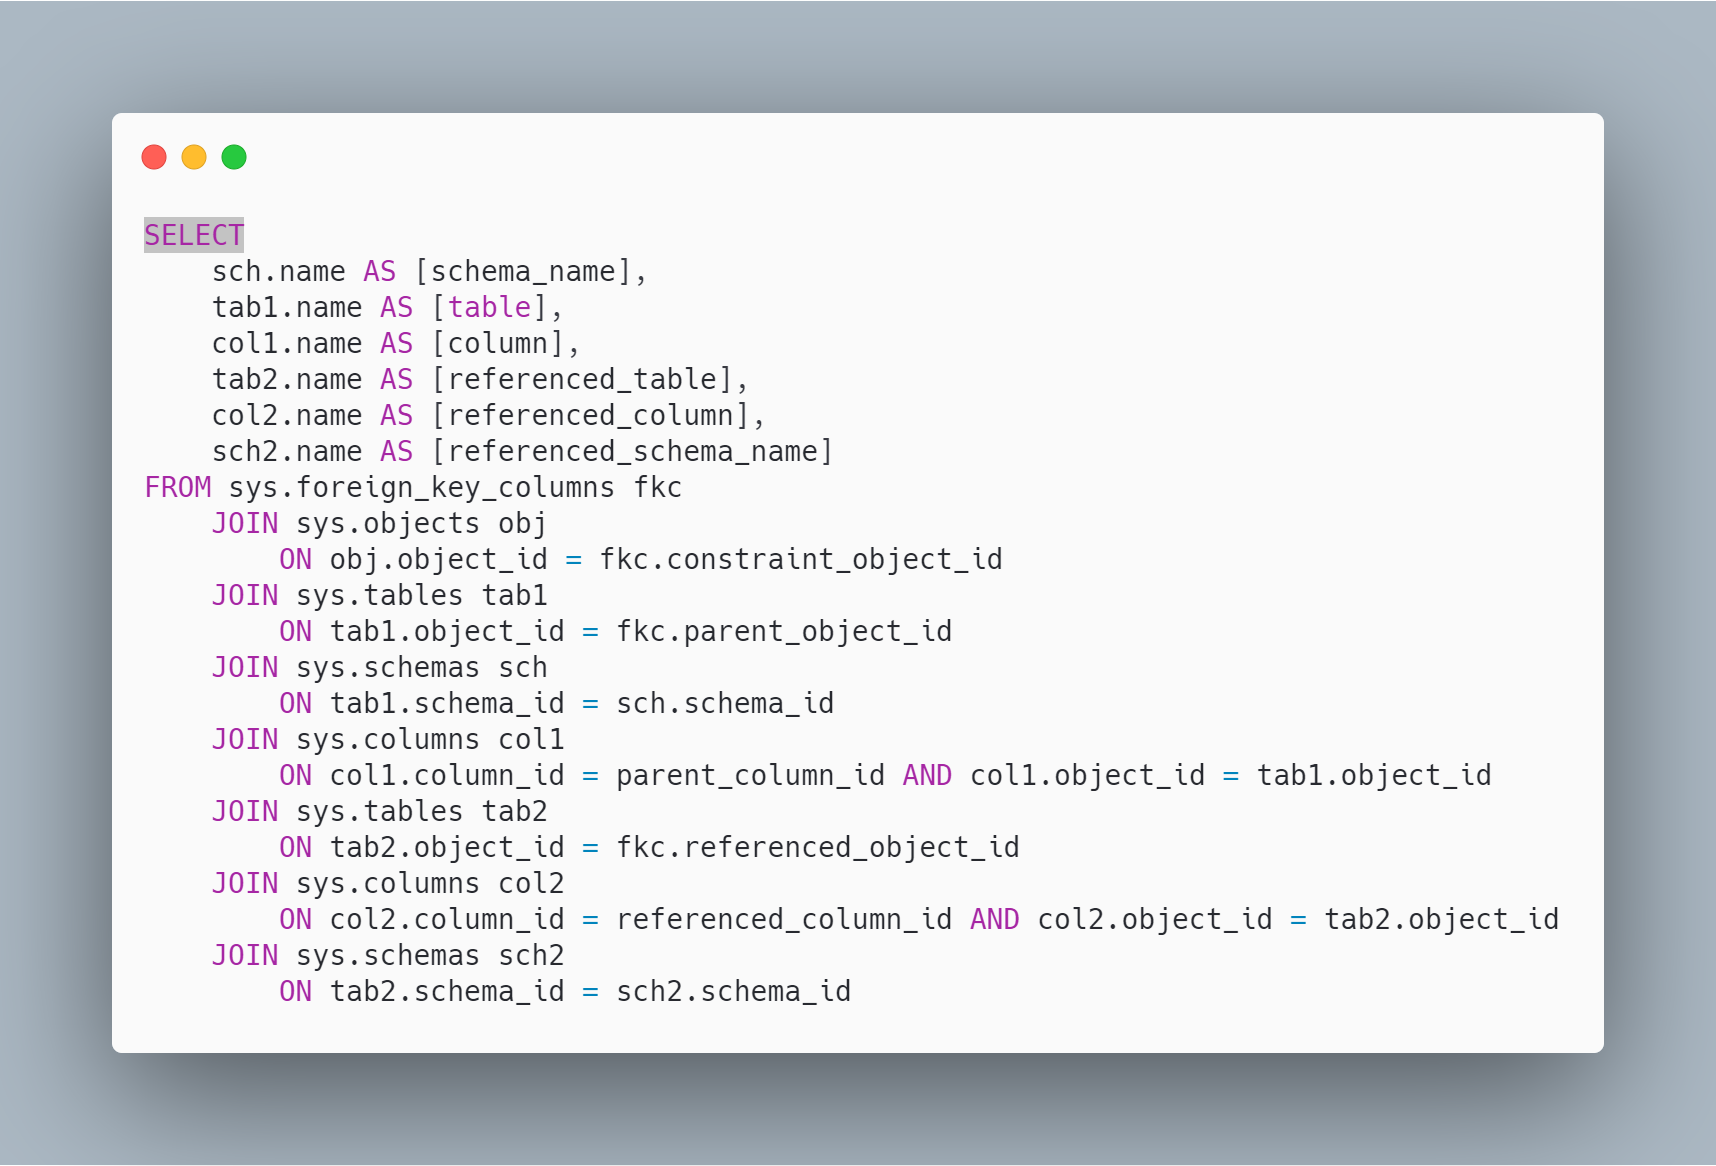 SELECT
    sch.name AS [schema_name],
    tab1.name AS [table],
    col1.name AS [column],
    tab2.name AS [referenced_table],
    col2.name AS [referenced_column],
    sch2.name AS [referenced_schema_name]
FROM sys.foreign_key_columns fkc
    JOIN sys.objects obj
        ON obj.object_id = fkc.constraint_object_id
    JOIN sys.tables tab1
        ON tab1.object_id = fkc.parent_object_id
    JOIN sys.schemas sch
        ON tab1.schema_id = sch.schema_id
    JOIN sys.columns col1
        ON col1.column_id = parent_column_id AND col1.object_id = tab1.object_id
    JOIN sys.tables tab2
        ON tab2.object_id = fkc.referenced_object_id
    JOIN sys.columns col2
        ON col2.column_id = referenced_column_id AND col2.object_id = tab2.object_id
    JOIN sys.schemas sch2
        ON tab2.schema_id = sch2.schema_id